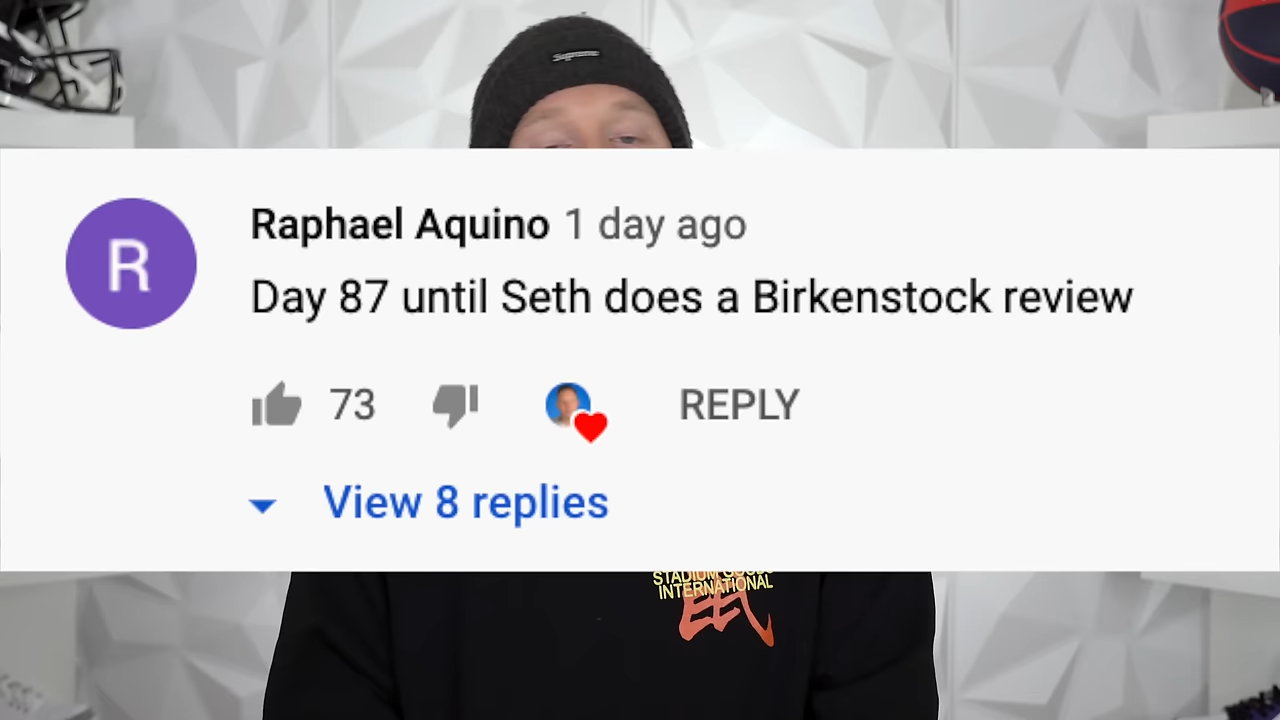 Supreme
R
Raphael Aquino 1 day ago
Day 87 until Seth does a Birkenstock review
73
REPLY
View 8 replies
STADIUM GOODS
INTERNATIONAL